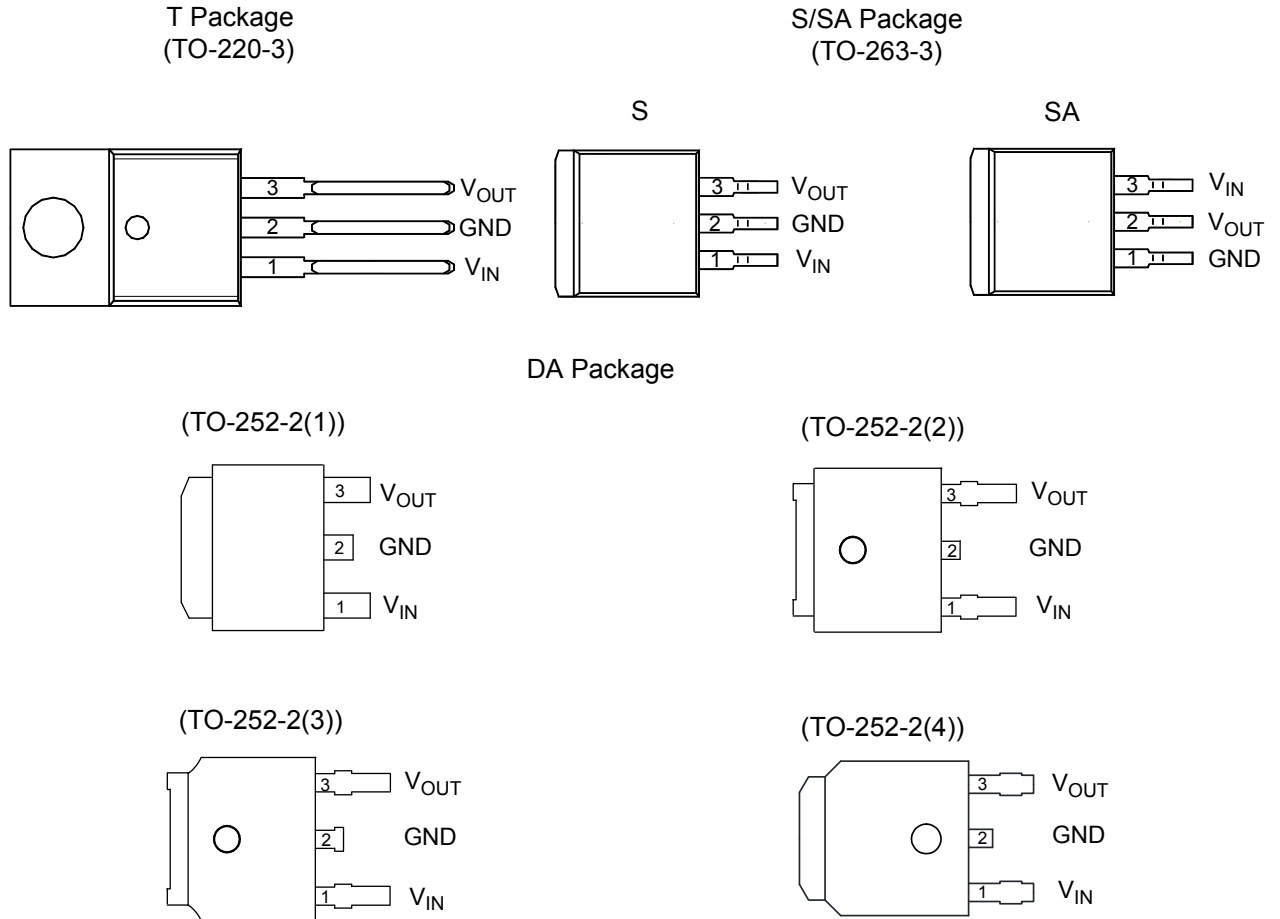 T Package
(TO-220-3)
S/SA Package
(TO-263-3)
S
SA
3 VOUT
2 GND
1 VIN
3 VOUT
2 GND
1 VIN
3 VIN
2 VOUT
1 GND
DA Package
(TO-252-2(1))
3 VOUT
2 GND
1 VIN
(TO-252-2(2))
3 VOUT
2 GND
1 VIN
(TO-252-2(3))
3 VOUT
2 GND
1 VIN
(TO-252-2(4))
3 VOUT
2 GND
1 VIN